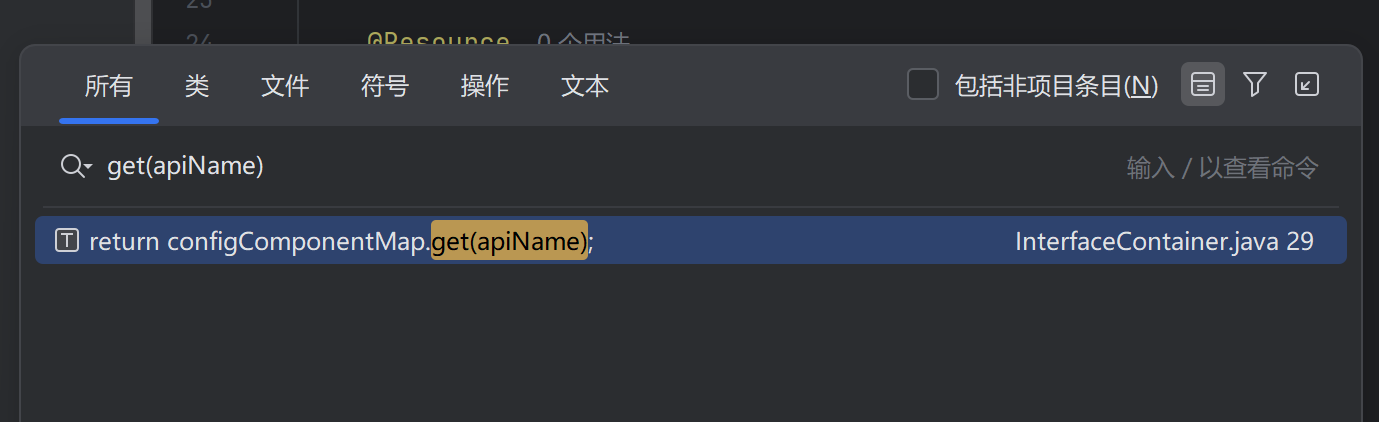 24 @Resource 0 个用法
所有 类 文件 符号 操作 文本 包括非项目条目(N)
get(apiName) 输入 / 以查看命令
T return configComponentMap.get(apiName); InterfaceContainer.java 29